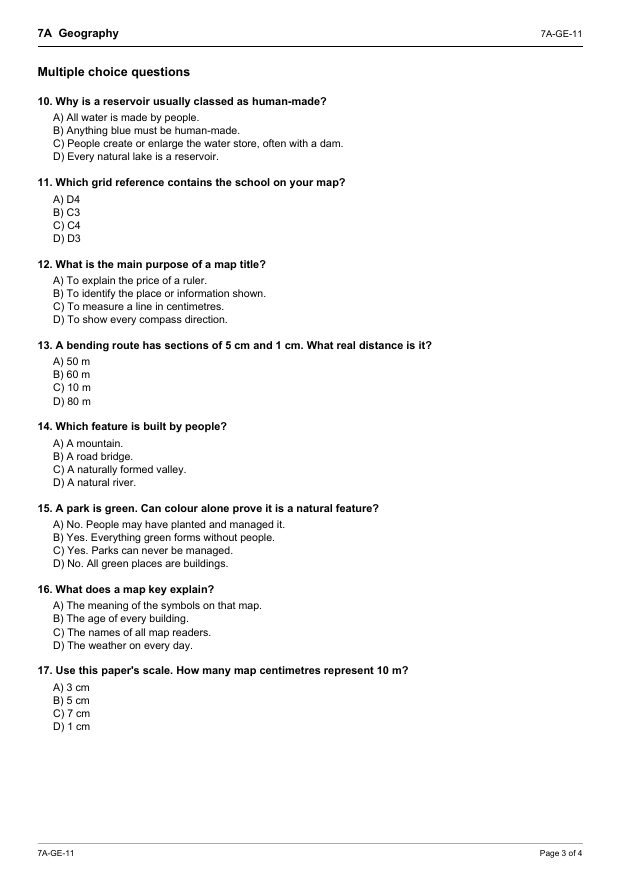 7A Geography
7A-GE-11
Multiple choice questions
10. Why is a reservoir usually classed as human-made?
A) All water is made by people.
B) Anything blue must be human-made.
C) People create or enlarge the water store, often with a dam.
D) Every natural lake is a reservoir.
11. Which grid reference contains the school on your map?
A) D4
B) C3
C) C4
D) D3
12. What is the main purpose of a map title?
A) To explain the price of a ruler.
B) To identify the place or information shown.
C) To measure a line in centimetres.
D) To show every compass direction.
13. A bending route has sections of 5 cm and 1 cm. What real distance is it?
A) 50 m
B) 60 m
C) 10 m
D) 80 m
14. Which feature is built by people?
A) A mountain.
B) A road bridge.
C) A naturally formed valley.
D) A natural river.
15. A park is green. Can colour alone prove it is a natural feature?
A) No. People may have planted and managed it.
B) Yes. Everything green forms without people.
C) Yes. Parks can never be managed.
D) No. All green places are buildings.
16. What does a map key explain?
A) The meaning of the symbols on that map.
B) The age of every building.
C) The names of all map readers.
D) The weather on every day.
17. Use this paper's scale. How many map centimetres represent 10 m?
A) 3 cm
B) 5 cm
C) 7 cm
D) 1 cm
7A-GE-11
Page 3 of 4